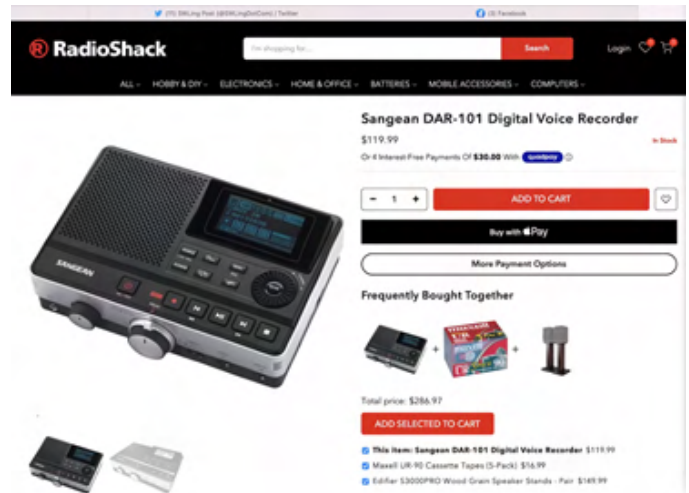 (11) SWLing Post (@SWLingDotCom) / Twitter
(3) Facebook
RadioShack
I'm shopping for...
Search
Login
ALL
HOBBY & DIY
ELECTRONICS
HOME & OFFICE
BATTERIES
MOBILE ACCESSORIES
COMPUTERS
Sangean DAR-101 Digital Voice Recorder
$119.99
In Stock
Or 4 Interest-Free Payments Of $30.00 With
- 1 +
ADD TO CART
Buy with Pay
More Payment Options
SANGEAN
Frequently Bought Together
+ +
maxell
UR
Total price: $286.97
ADD SELECTED TO CART
This item: Sangean DAR-101 Digital Voice Recorder $119.99
Maxell UR-90 Cassette Tapes (5-Pack) $16.99
Edifier S3000PRO Wood Grain Speaker Stands - Pair $149.99